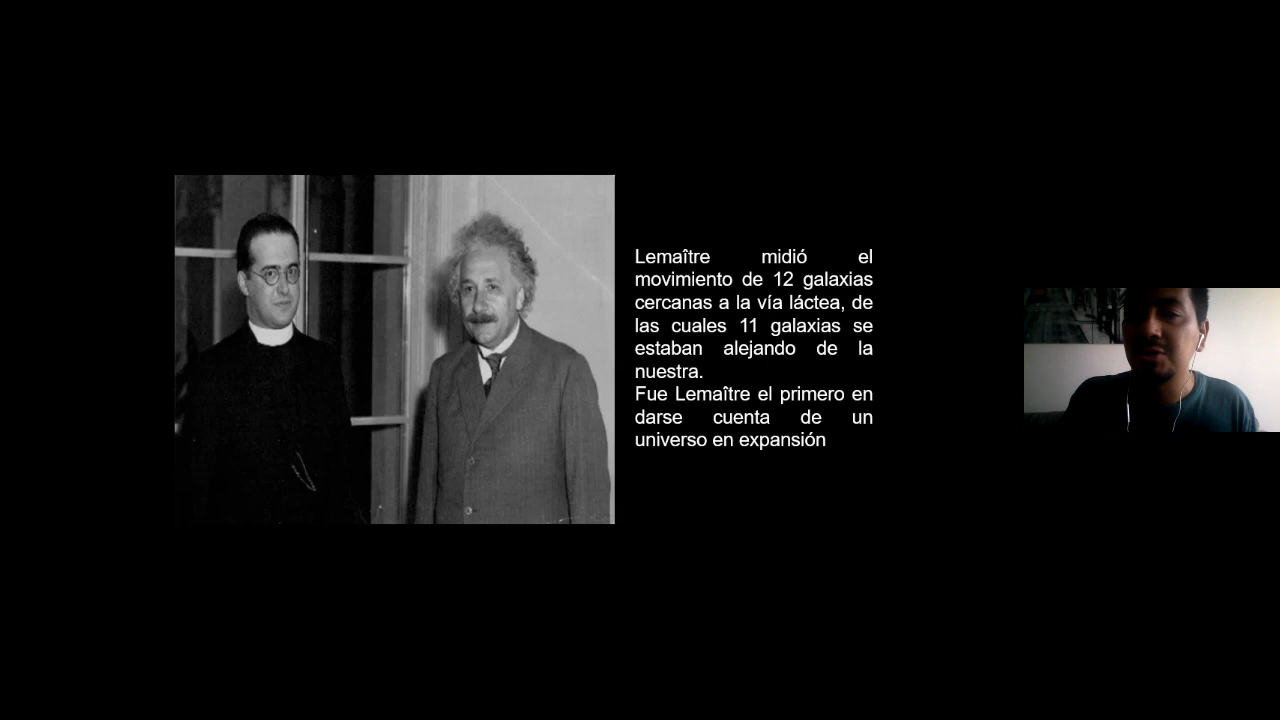 Lemaître midió el
movimiento de 12 galaxias
cercanas a la vía láctea, de
las cuales 11 galaxias se
estaban alejando de la
nuestra.
Fue Lemaître el primero en
darse cuenta de un
universo en expansión